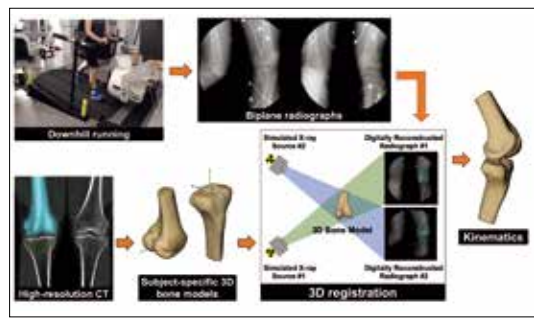 Downhill running
Biplane radiographs
Simulated X-ray
Source #2
Digitally Reconstructed
Radiograph #1
3D Bone Model
Kinematics
Simulated X-ray
Source #1
Digitally Reconstructed
Radiograph #2
High-resolution CT
Subject-specific 3D
bone models
3D registration